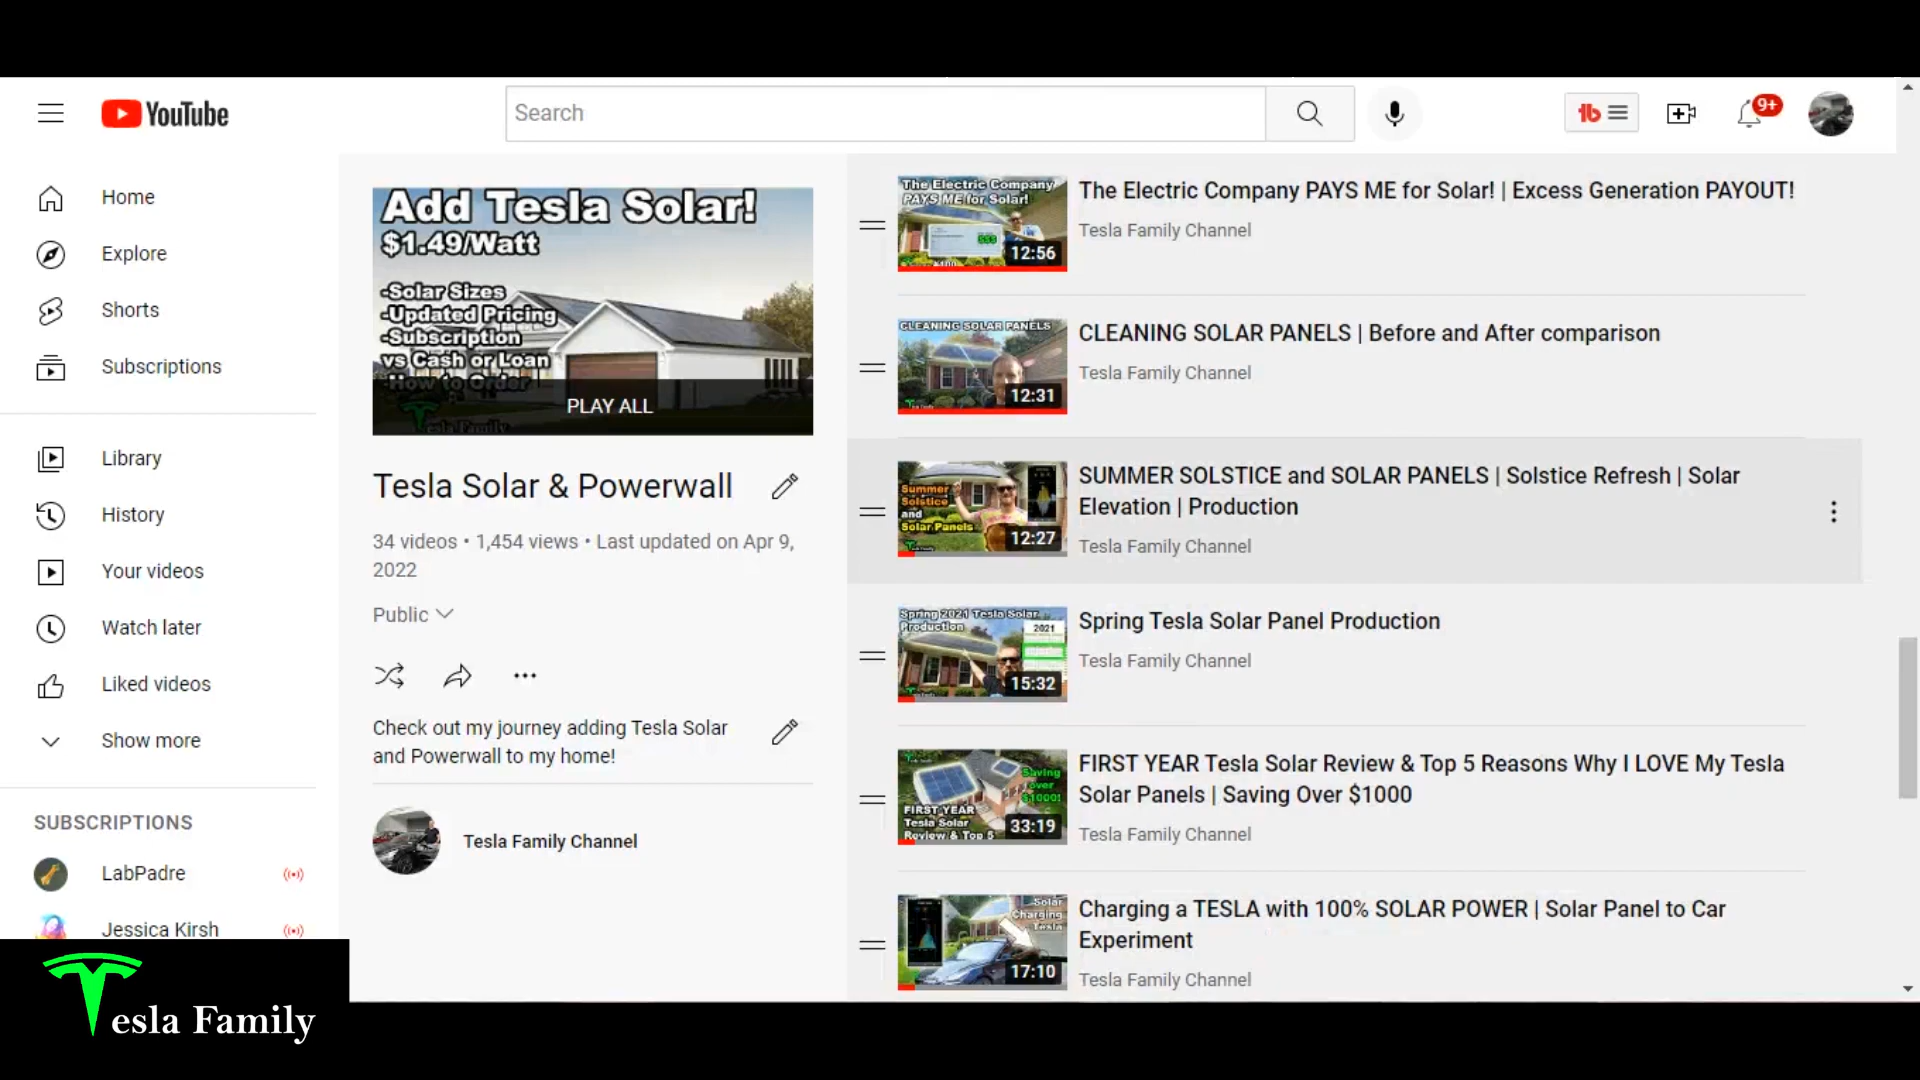 YouTube
Search
9+
Home
Explore
Shorts
Subscriptions
Library
History
Your videos
Watch later
Liked videos
Show more
SUBSCRIPTIONS
LabPadre
Jessica Kirsh
Tesla Family
Add Tesla Solar!
$1.49/Watt
-Solar Sizes
-Updated Pricing
-Subscription
vs Cash or Loan
-How to Order
PLAY ALL
Tesla Family
Tesla Solar & Powerwall
34 videos • 1,454 views • Last updated on Apr 9,
2022
Public
Check out my journey adding Tesla Solar
and Powerwall to my home!
Tesla Family Channel
The Electric Company
PAYS ME for Solar!
12:56
The Electric Company PAYS ME for Solar! | Excess Generation PAYOUT!
Tesla Family Channel
CLEANING SOLAR PANELS
12:31
CLEANING SOLAR PANELS | Before and After comparison
Tesla Family Channel
Summer
Solstice
and
Solar Panels
12:27
SUMMER SOLSTICE and SOLAR PANELS | Solstice Refresh | Solar
Elevation | Production
Tesla Family Channel
Spring 2021 Tesla Solar
Production
2021
15:32
Spring Tesla Solar Panel Production
Tesla Family Channel
Saving
over
$1000!
FIRST YEAR
Tesla Solar
Review & Top 5
33:19
FIRST YEAR Tesla Solar Review & Top 5 Reasons Why I LOVE My Tesla
Solar Panels | Saving Over $1000
Tesla Family Channel
Solar
Charging
Tesla
17:10
Charging a TESLA with 100% SOLAR POWER | Solar Panel to Car
Experiment
Tesla Family Channel